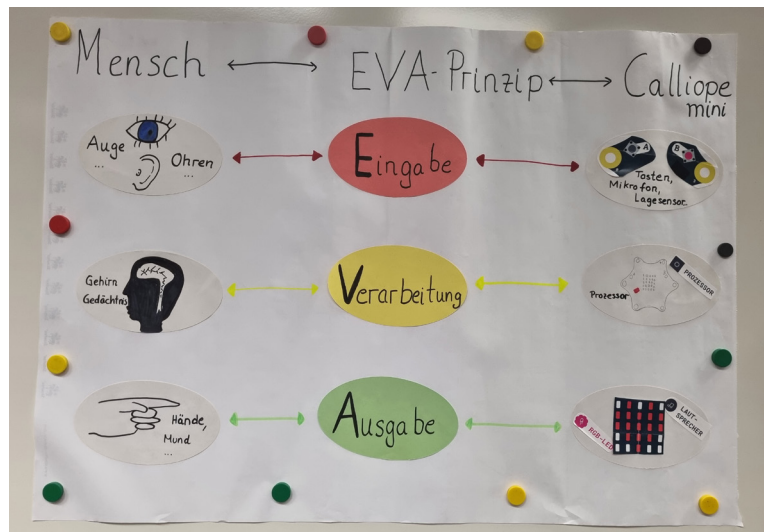 Mensch
EVA-Prinzip
Calliope
mini
Auge
...
Ohren
...
Eingabe
A
B
Tasten,
Mikrofon,
Lagesensor.
Gehirn
Gedächtnis
Verarbeitung
Prozessor
PROZESSOR
Hände,
Mund
...
Ausgabe
RGB-LED
LAUT-
SPRECHER